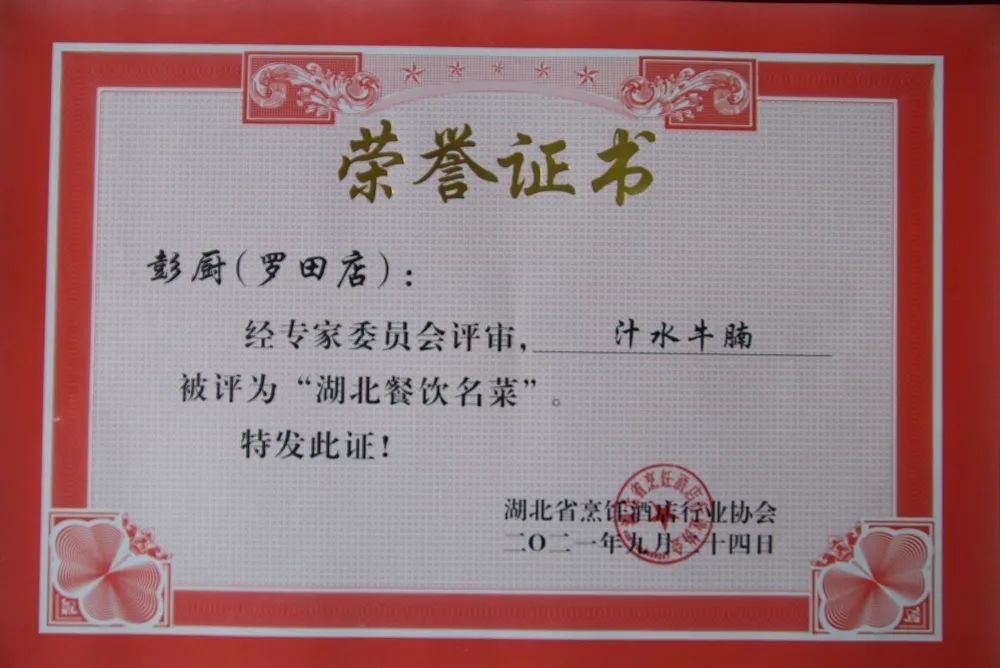 荣誉证书
彭厨(罗田店):
经专家委员会评审,汁水牛腩
被评为“湖北餐饮名菜”。
特发此证!
湖北省烹饪酒店行业协会
二〇二一年九月 十四日